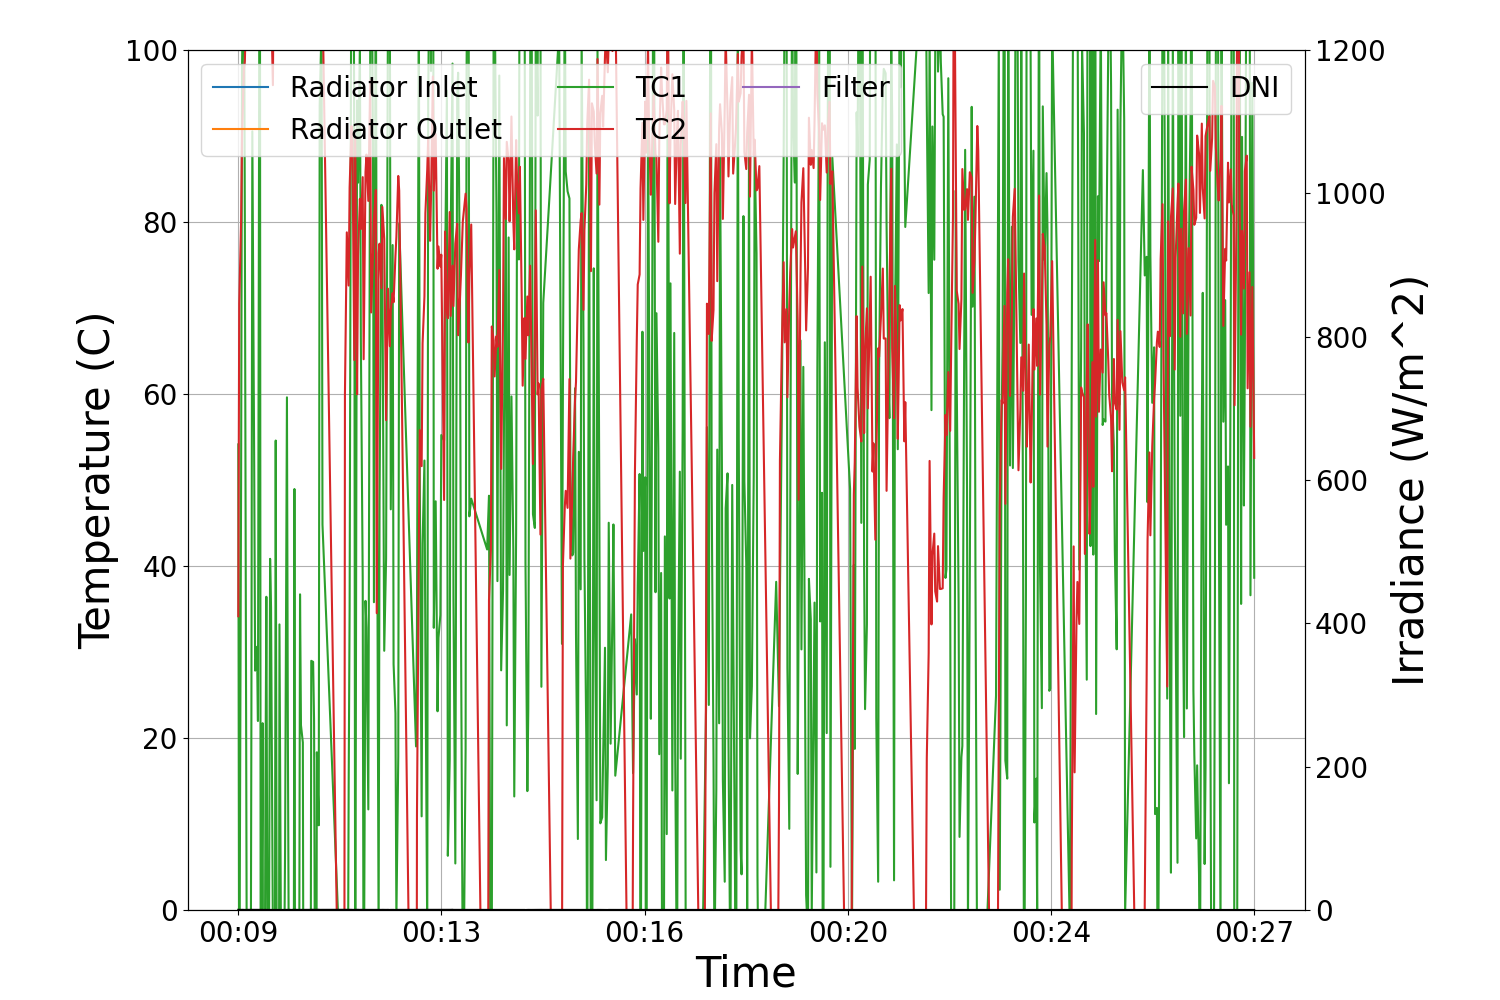 Radiator Inlet
Radiator Outlet
TC1
TC2
Filter
DNI
100
80
60
40
20
0
Temperature (C)
1200
1000
800
600
400
200
0
Irradiance (W/m^2)
00:09 00:13 00:16 00:20 00:24 00:27
Time